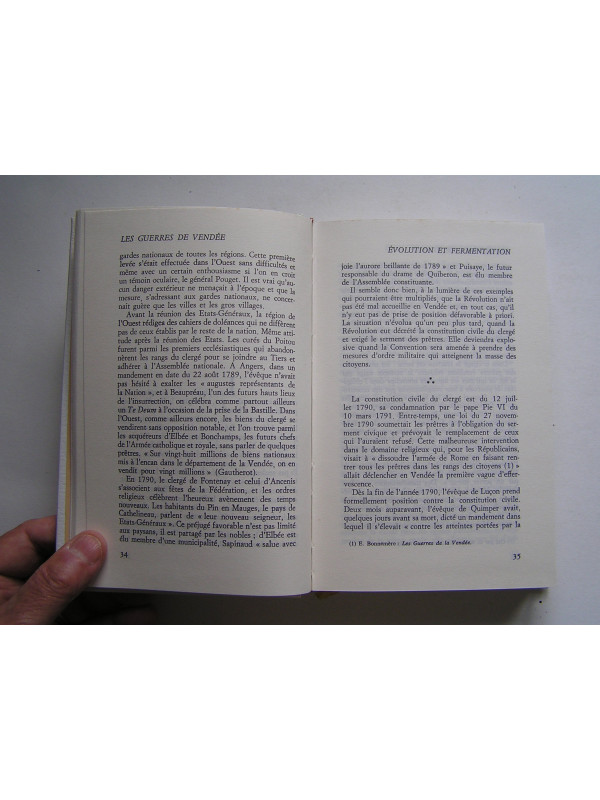 LES GUERRES DE VENDÉE
gardes nationaux de toutes les régions. Cette première
levée s'était effectuée dans l'Ouest sans difficultés et
même avec un certain enthousiasme si l'on en croit
un témoin oculaire, le général Pouget. Il est vrai qu'au-
cun danger extérieur ne menaçait à l'époque et que la
mesure, s'adressant aux gardes nationaux, ne concer-
nait guère que les villes et les gros villages.
Avant la réunion des Etats-Généraux, la région de
l'Ouest rédiges des cahiers de doléances qui ne diffèrent
pas de ceux établis par le reste de la nation. Même atti-
tude après la réunion des Etats. Les curés du Poitou
furent parmi les premiers ecclésiastiques qui abandon-
nèrent les rangs du clergé pour se joindre au Tiers et
adhérer à l'Assemblée nationale. A Angers, dans un
mandement en date du 22 août 1789, l'évêque n'avait
pas hésité à exalter les « augustes représentants de
la Nation », et à Beaupréau, l'un des futurs hauts lieux
de l'insurrection, on célébra comme partout ailleurs
un Te Deum à l'occasion de la prise de la Bastille. Dans
l'Ouest, comme ailleurs, les biens du clergé se
vendirent sans opposition notable, et l'on trouve parmi
les acquéreurs d'Elbée et Bonchamps, les futurs chefs
de l'Armée catholique et royale, sans parler de quelques
prêtres. « Sur vingt-huit millions de biens nationaux
mis à l'encan dans le département de la Vendée, on en
vendit pour vingt millions » (Gautherot).
En 1790, le clergé de Fontenay et celui d'Ancenis
s'associent aux fêtes de la Fédération, et les ordres
religieux célèbrent l'heureux avènement des temps
nouveaux. Les habitants du Pin en Mauges, le pays de
Cathelineau, parlent de « leur nouveau seigneur, les
Etats-Généraux ». Ce préjugé favorable n'est pas limité
aux paysans, il est partagé par les nobles ; d'Elbée est
élu membre d'une municipalité, Sapinaud « salue avec
34
ÉVOLUTION ET FERMENTATION
joie l'aurore brillante de 1789 » et Puisaye, le futur
responsable du drame de Quiberon, est élu membre
de l'Assemblée constituante.
Il semble donc bien, à la lumière de ces exemples
qui pourraient être multipliés, que la Révolution n'ait
pas été mal accueillie en Vendée et, en tout cas, qu'il
n'y eut pas de prise de position défavorable à priori.
La situation n'évolua qu'un peu plus tard, quand la
Révolution eut décrété la constitution civile du clergé
et exigé le serment des prêtres. Elle deviendra explo-
sive quand la Convention sera amenée à prendre des
mesures d'ordre militaire qui atteignent la masse des
citoyens.
La constitution civile du clergé est du 12 juil-
let 1790, sa condamnation par le pape Pie VI du
10 mars 1791. Entre-temps, une loi du 27 novem-
bre 1790 soumettait les prêtres à l'obligation du ser-
ment civique et prévoyait le remplacement de ceux
qui l'auraient refusé. Cette malheureuse intervention
dans le domaine religieux qui, pour les Républicains,
visait à « dissondre l'armée de Rome en faisant ren-
trer tous les prêtres dans les rangs des citoyens (1) »
allait déclencher en Vendée la première vague d'effer-
vescence.
Dès la fin de l'année 1790, l'évêque de Luçon prend
formellement position contre la constitution civile.
Deux mois auparavant, l'évêque de Quimper avait,
quelques jours avant sa mort, dicté un mandement dans
lequel il s'élevait « contre les atteintes portées par la
(1) E. Bonnemère : Les Guerres de la Vendée.
35